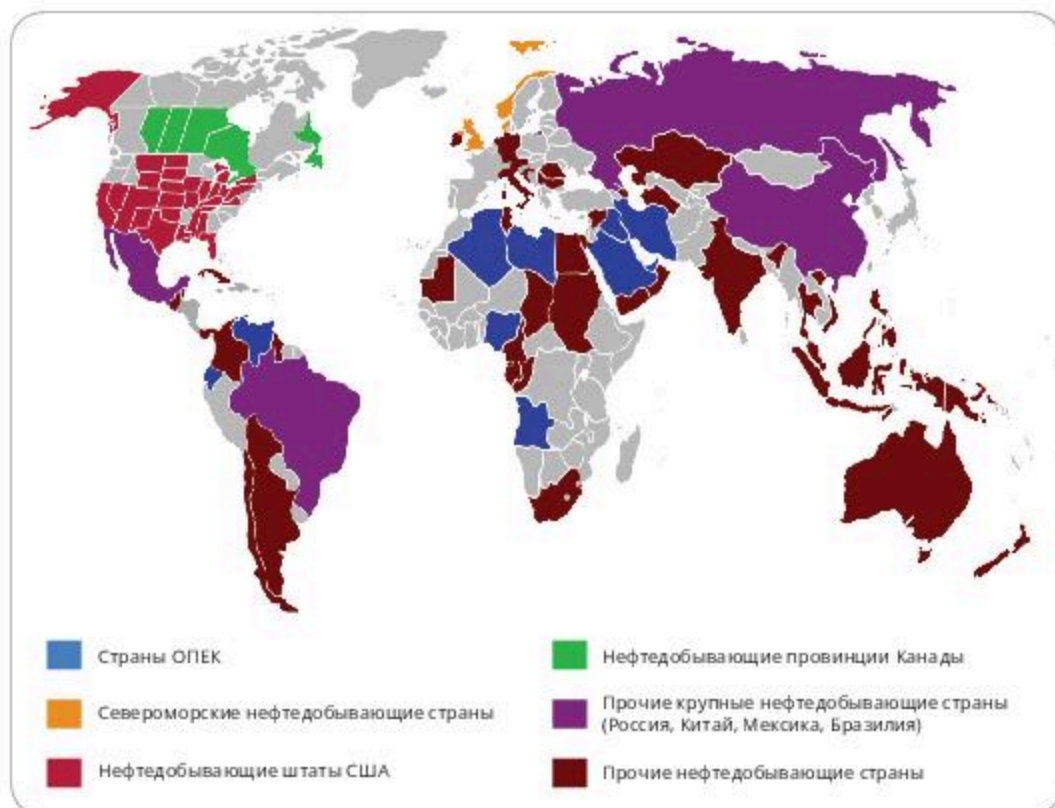 Страны ОПЕК
Североморские нефтедобывающие страны
Нефтедобывающие штаты США
Нефтедобывающие провинции Канады
Прочие крупные нефтедобывающие страны
(Россия, Китай, Мексика, Бразилия)
Прочие нефтедобывающие страны